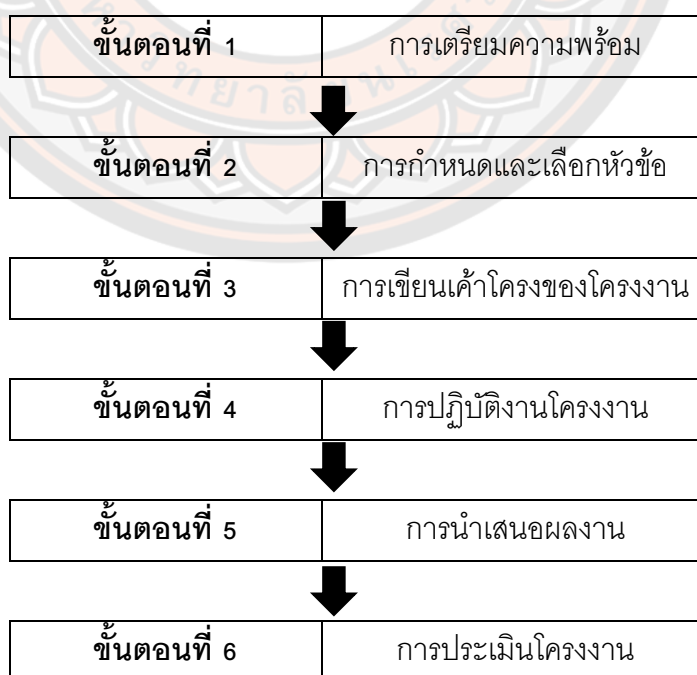 ขั้นตอนที่ 1 การเตรียมความพร้อม
ขั้นตอนที่ 2 การกำหนดและเลือกหัวข้อ
ขั้นตอนที่ 3 การเขียนเค้าโครงของโครงงาน
ขั้นตอนที่ 4 การปฏิบัติงานโครงงาน
ขั้นตอนที่ 5 การนำเสนอผลงาน
ขั้นตอนที่ 6 การประเมินโครงงาน